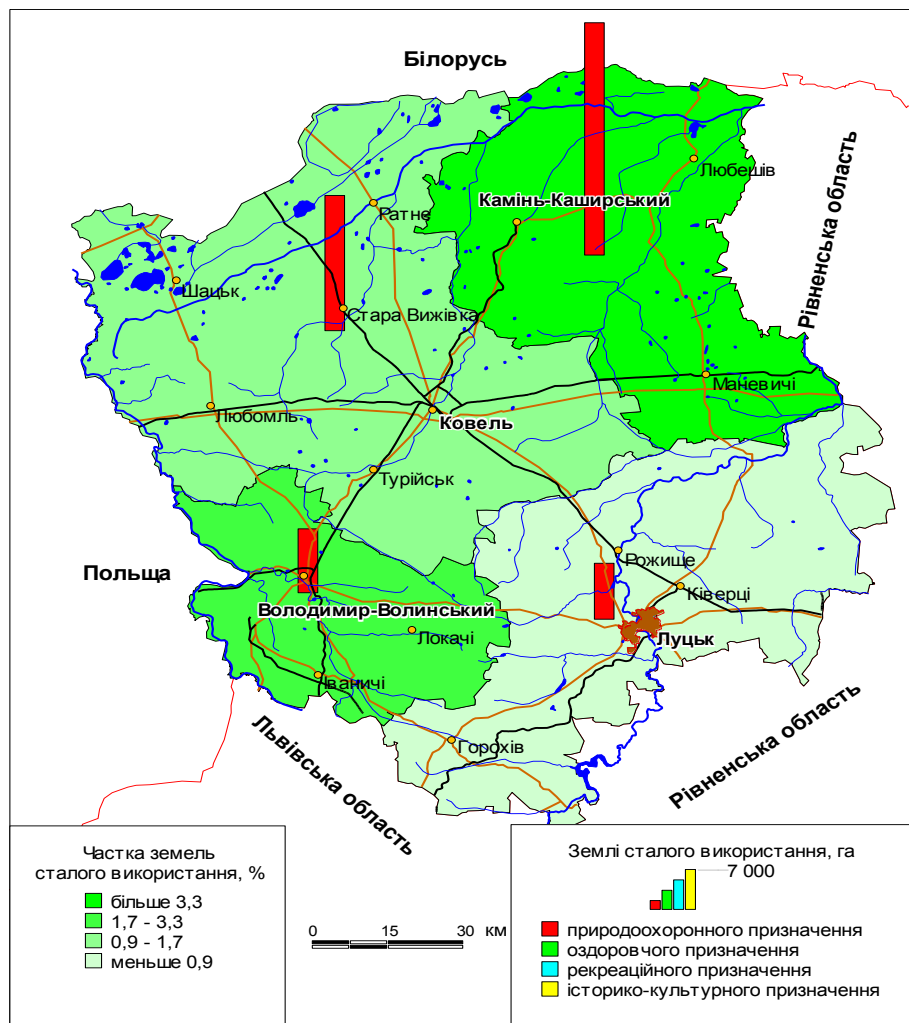 Білорусь
Любешів
Рівненська область
Камінь-Каширський
Ратне
Шацьк
Стара Вижівка
Маневичі
Любомль
Ковель
Турійськ
Рожище
Польща
Ківерці
Володимир-Волинський
Локачі
Луцьк
Іваничі
Львівська область
Горохів
Рівненська область
Частка земель
сталого використання, %
більше 3,3
1,7 - 3,3
0,9 - 1,7
меньше 0,9
0 15 30 км
Землі сталого використання, га
7 000
природоохоронного призначення
оздоровчого призначення
рекреаційного призначення
історико-культурного призначення